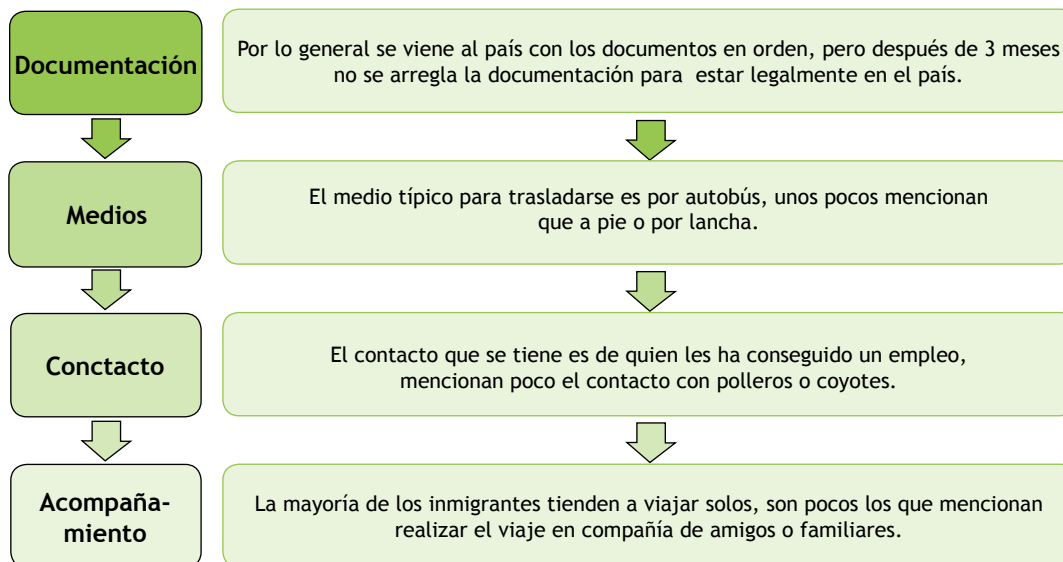 Documentación
Por lo general se viene al país con los documentos en orden, pero después de 3 meses
no se arregla la documentación para estar legalmente en el país.
Medios
El medio típico para trasladarse es por autobús, unos pocos mencionan
que a pie o por lancha.
Conctacto
El contacto que se tiene es de quien les ha conseguido un empleo,
mencionan poco el contacto con polleros o coyotes.
Acompaña-
miento
La mayoría de los inmigrantes tienden a viajar solos, son pocos los que mencionan
realizar el viaje en compañía de amigos o familiares.